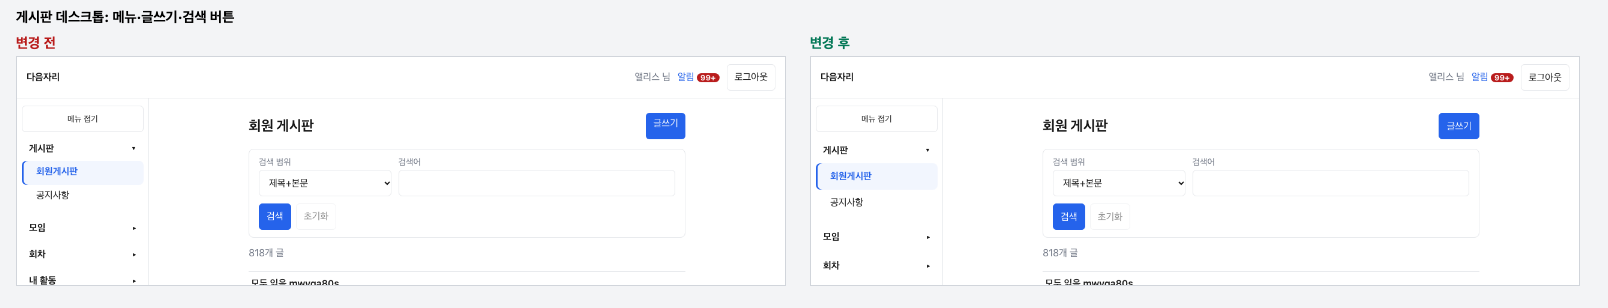 게시판 데스크톱: 메뉴·글쓰기·검색 버튼
변경 전
다음자리
앨리스 님 알림 99+ 로그아웃
메뉴 접기
게시판
회원게시판
공지사항
모임
회차
내 활동
회원 게시판
글쓰기
검색 범위 검색어
제목+본문
검색 초기화
818개 글
모두 있을 mwvga80s
변경 후
다음자리
앨리스 님 알림 99+ 로그아웃
메뉴 접기
게시판
회원게시판
공지사항
모임
회차
회원 게시판
글쓰기
검색 범위 검색어
제목+본문
검색 초기화
818개 글